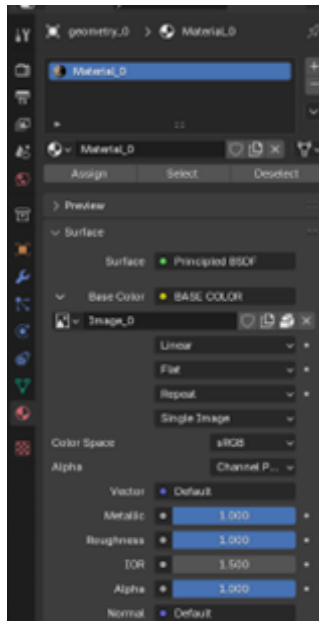 geometry_0 > Material_0
Material_0
Material_0
Assign Select Deselect
Preview
Surface
Surface Principled BSDF
Base Color BASE COLOR
Image_0
Linear
Flat
Repeat
Single Image
Color Space sRGB
Alpha Channel P...
Vector Default
Metallic 1.000
Roughness 1.000
IOR 1.500
Alpha 1.000
Normal Default